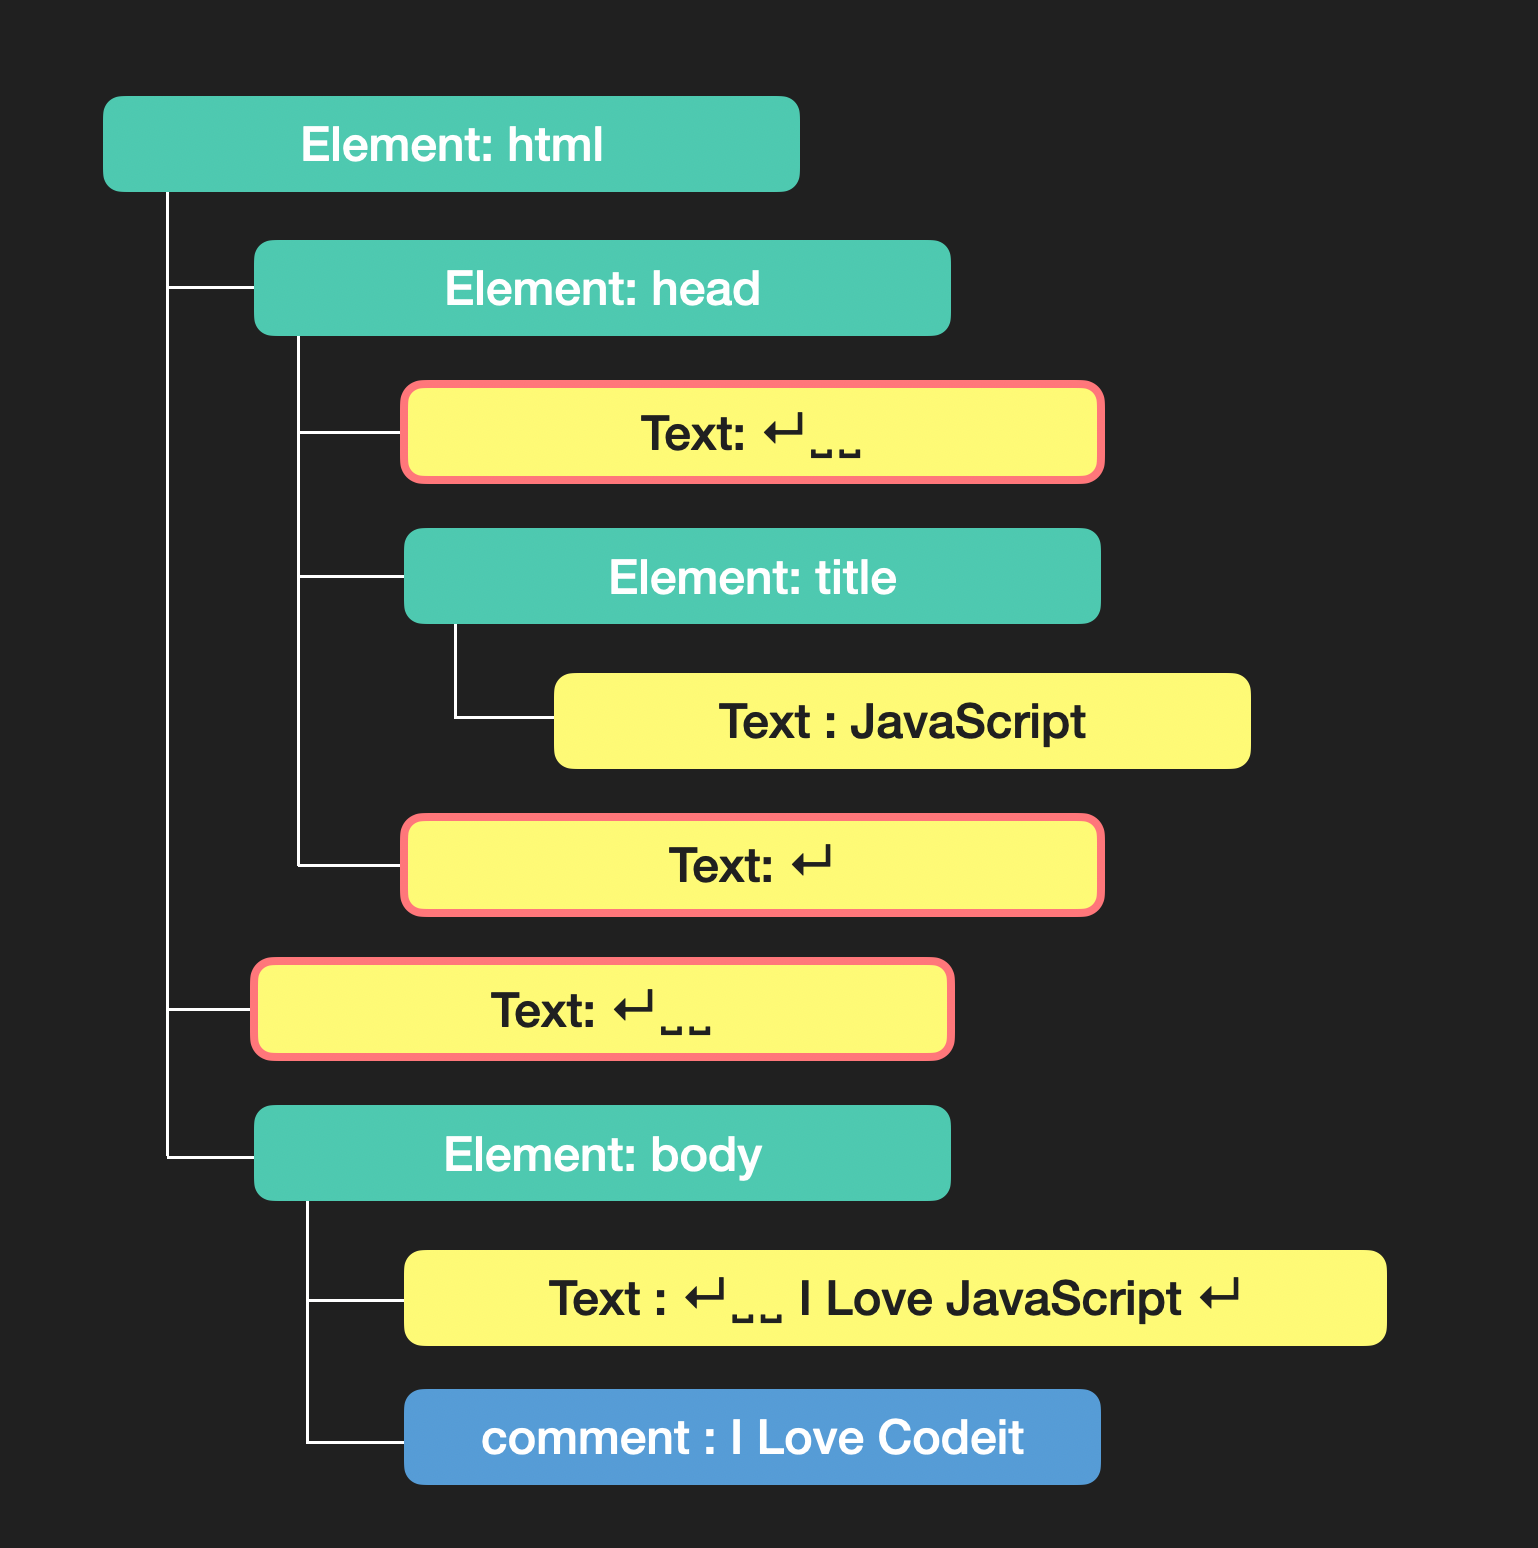 Element: html
Element: head
Text: ↵␣␣
Element: title
Text : JavaScript
Text: ↵
Text: ↵␣␣
Element: body
Text : ↵␣␣ I Love JavaScript ↵
comment : I Love Codeit